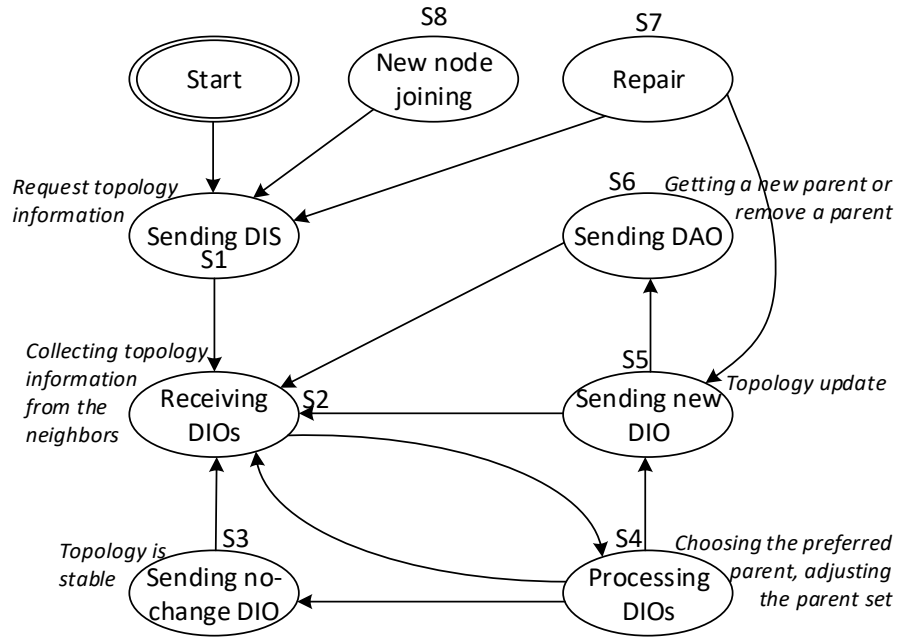 S8
S7
Start
New node
joining
Repair
Request topology
information
S6
Getting a new parent or
remove a parent
Sending DIS
S1
Sending DAO
Collecting topology
information
from the
neighbors
S5
Topology update
Receiving
DIOs
S2
Sending new
DIO
Topology is
stable
S3
S4
Choosing the preferred
parent, adjusting
the parent set
Sending no-
change DIO
Processing
DIOs